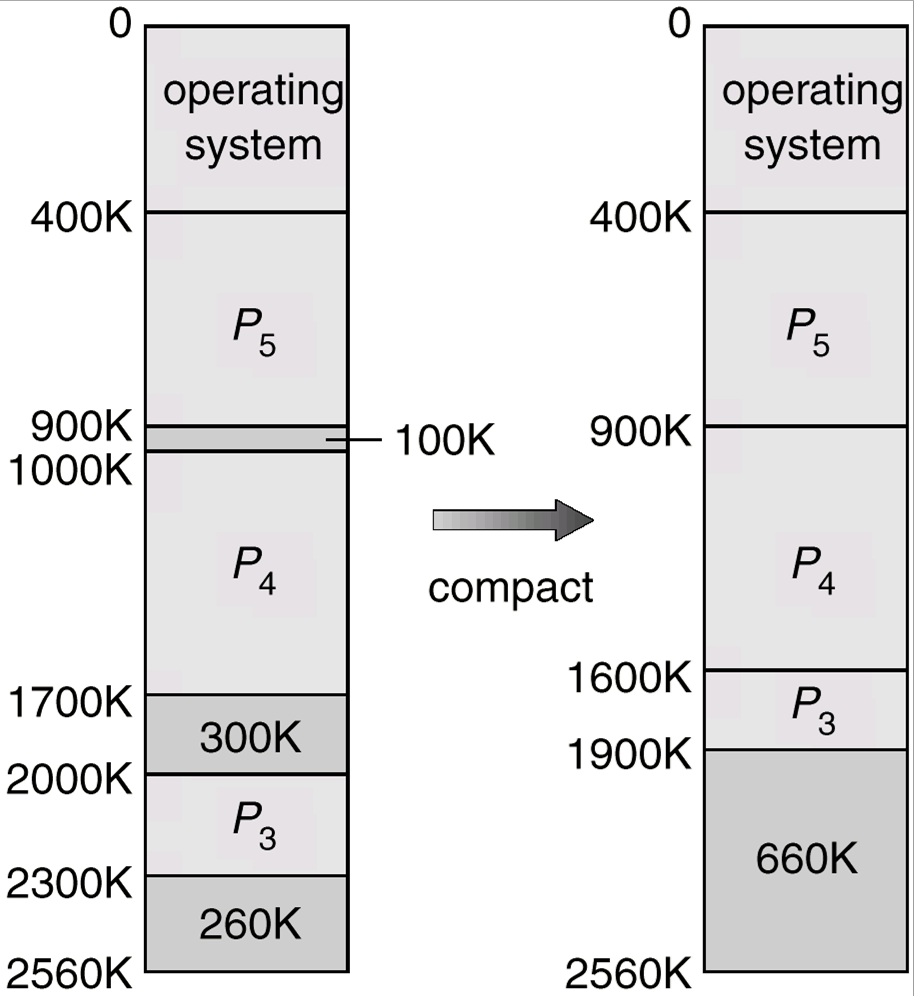 0
operating
system
400K
P5
900K
100K
1000K
P4
1700K
300K
2000K
P3
2300K
260K
2560K
compact
0
operating
system
400K
P5
900K
P4
1600K
P3
1900K
660K
2560K